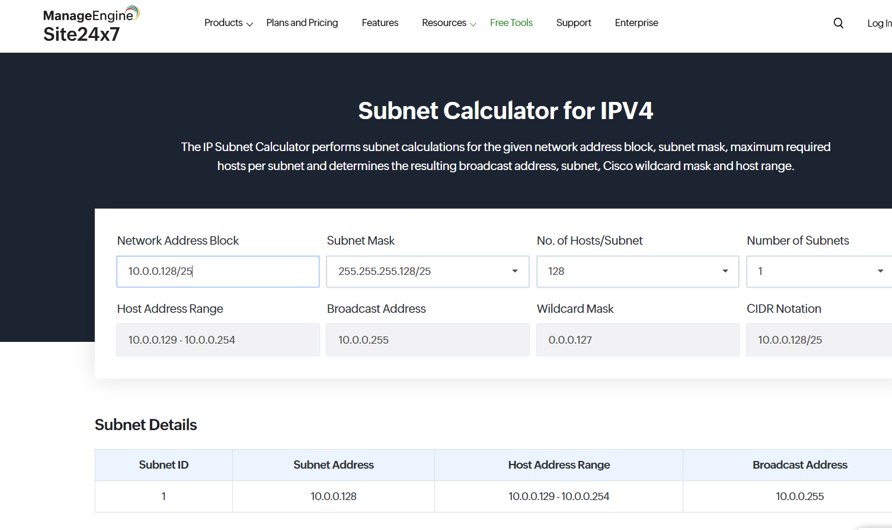 ManageEngine
Site24x7
Products Plans and Pricing Features Resources Free Tools Support Enterprise Log In
Subnet Calculator for IPV4
The IP Subnet Calculator performs subnet calculations for the given network address block, subnet mask, maximum required
hosts per subnet and determines the resulting broadcast address, subnet, Cisco wildcard mask and host range.
Network Address Block Subnet Mask No. of Hosts/Subnet Number of Subnets
10.0.0.128/25 255.255.255.128/25 128 1
Host Address Range Broadcast Address Wildcard Mask CIDR Notation
10.0.0.129 - 10.0.0.254 10.0.0.255 0.0.0.127 10.0.0.128/25
Subnet Details
Subnet ID Subnet Address Host Address Range Broadcast Address
1 10.0.0.128 10.0.0.129 - 10.0.0.254 10.0.0.255